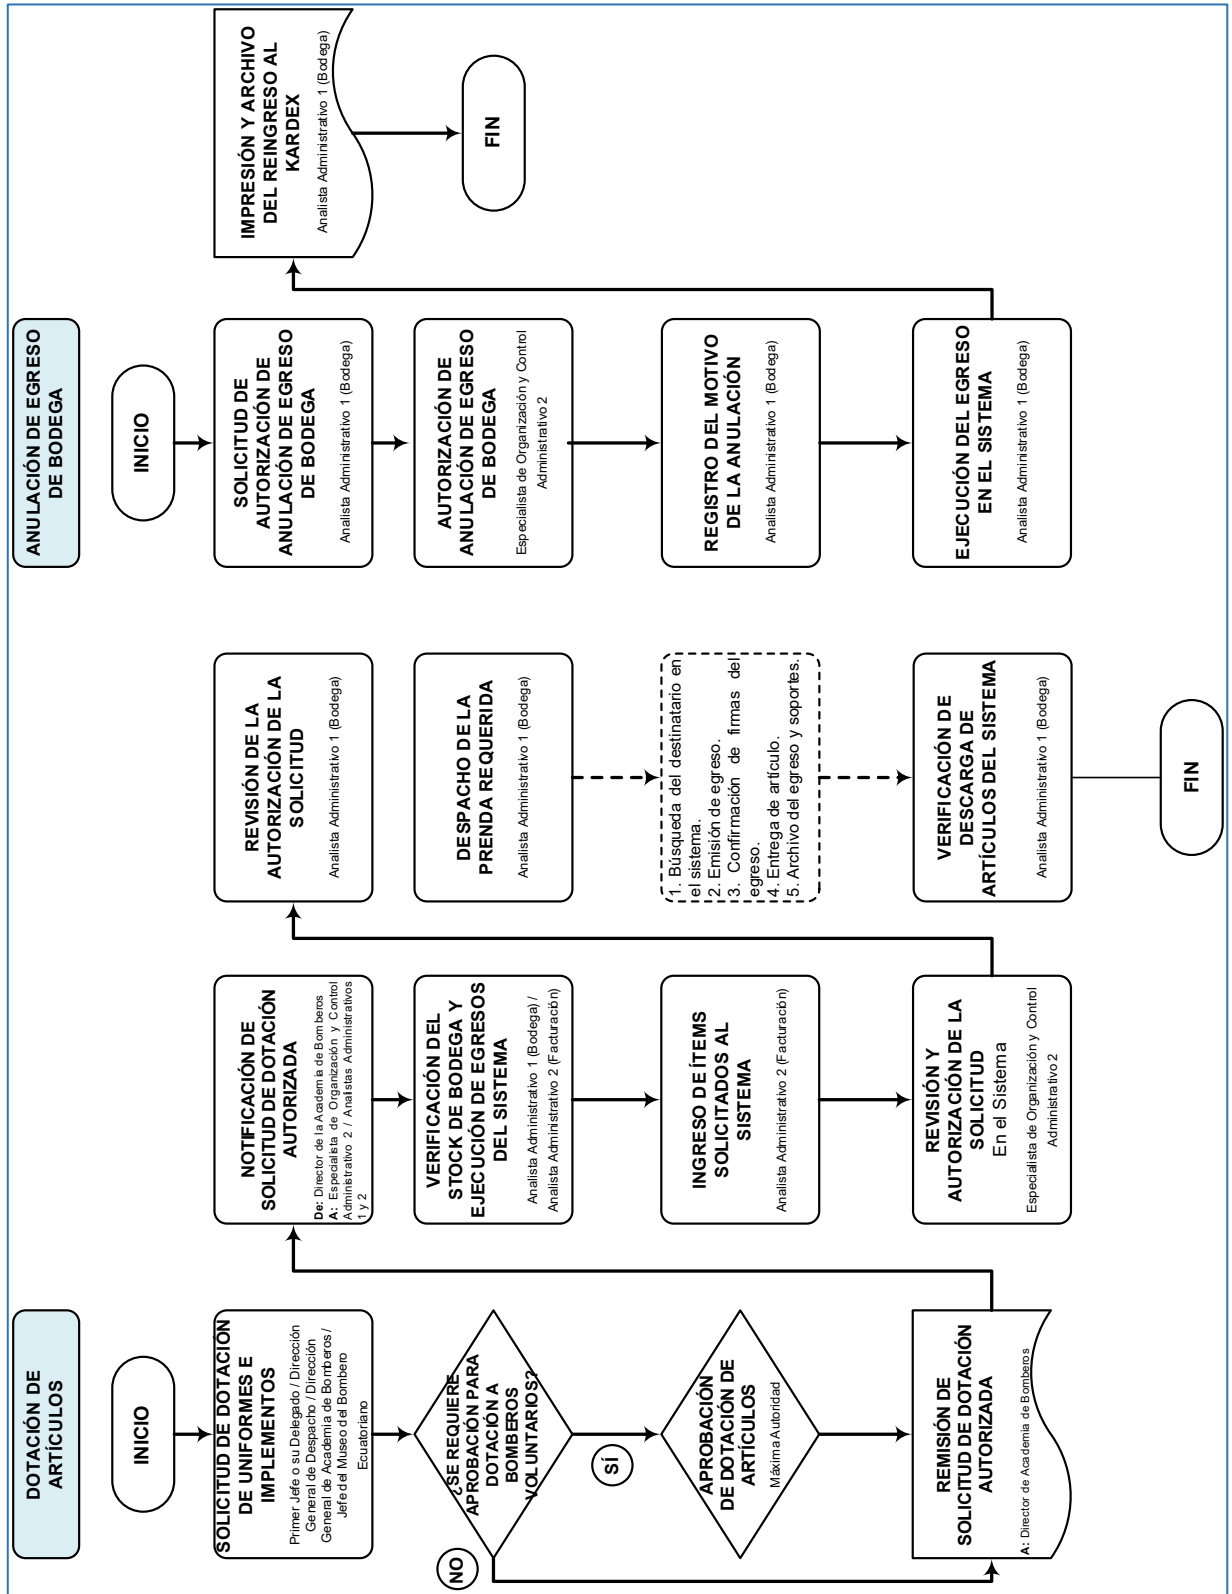 DOTACIÓN DE
ARTÍCULOS
INICIO
SOLICITUD DE DOTACIÓN
DE UNIFORMES E
IMPLEMENTOS
Primer Jefe o su Delegado / Dirección
General de Despacho / Dirección
General de Academia de Bomberos /
Jefe del Museo del Bombero
Ecuatoriano
¿SE REQUIERE
APROBACIÓN PARA
DOTACIÓN A
BOMBEROS
VOLUNTARIOS?
NO
SÍ
APROBACIÓN
DE DOTACIÓN DE
ARTÍCULOS
Máxima Autoridad
REMISIÓN DE
SOLICITUD DE DOTACIÓN
AUTORIZADA
A: Director de Academia de Bomberos
NOTIFICACIÓN DE
SOLICITUD DE DOTACIÓN
AUTORIZADA
De: Director de la Academia de Bomberos
A: Especialista de Organización y Control
Administrativo 2 / Analistas Administrativos
1 y 2
VERIFICACIÓN DEL
STOCK DE BODEGA Y
EJECUCIÓN DE EGRESOS
DEL SISTEMA
Analista Administrativo 1 (Bodega) /
Analista Administrativo 2 (Facturación)
INGRESO DE ÍTEMS
SOLICITADOS AL
SISTEMA
Analista Administrativo 2 (Facturación)
REVISIÓN Y
AUTORIZACIÓN DE LA
SOLICITUD
En el Sistema
Especialista de Organización y Control
Administrativo 2
REVISIÓN DE LA
AUTORIZACIÓN DE LA
SOLICITUD
Analista Administrativo 1 (Bodega)
DESPACHO DE LA
PRENDA REQUERIDA
Analista Administrativo 1 (Bodega)
1. Búsqueda del destinatario en
el sistema.
2. Emisión de egreso.
3. Confirmación de firmas del
egreso.
4. Entrega de artículo.
5. Archivo del egreso y soportes.
VERIFICACIÓN DE
DESCARGA DE
ARTÍCULOS DEL SISTEMA
Analista Administrativo 1 (Bodega)
FIN
ANULACIÓN DE EGRESO
DE BODEGA
INICIO
SOLICITUD DE
AUTORIZACIÓN DE
ANULACIÓN DE EGRESO
DE BODEGA
Analista Administrativo 1 (Bodega)
AUTORIZACIÓN DE
ANULACIÓN DE EGRESO
DE BODEGA
Especialista de Organización y Control
Administrativo 2
REGISTRO DEL MOTIVO
DE LA ANULACIÓN
Analista Administrativo 1 (Bodega)
EJECUCIÓN DEL EGRESO
EN EL SISTEMA
Analista Administrativo 1 (Bodega)
IMPRESIÓN Y ARCHIVO
DEL REINGRESO AL
KARDEX
Analista Administrativo 1 (Bodega)
FIN